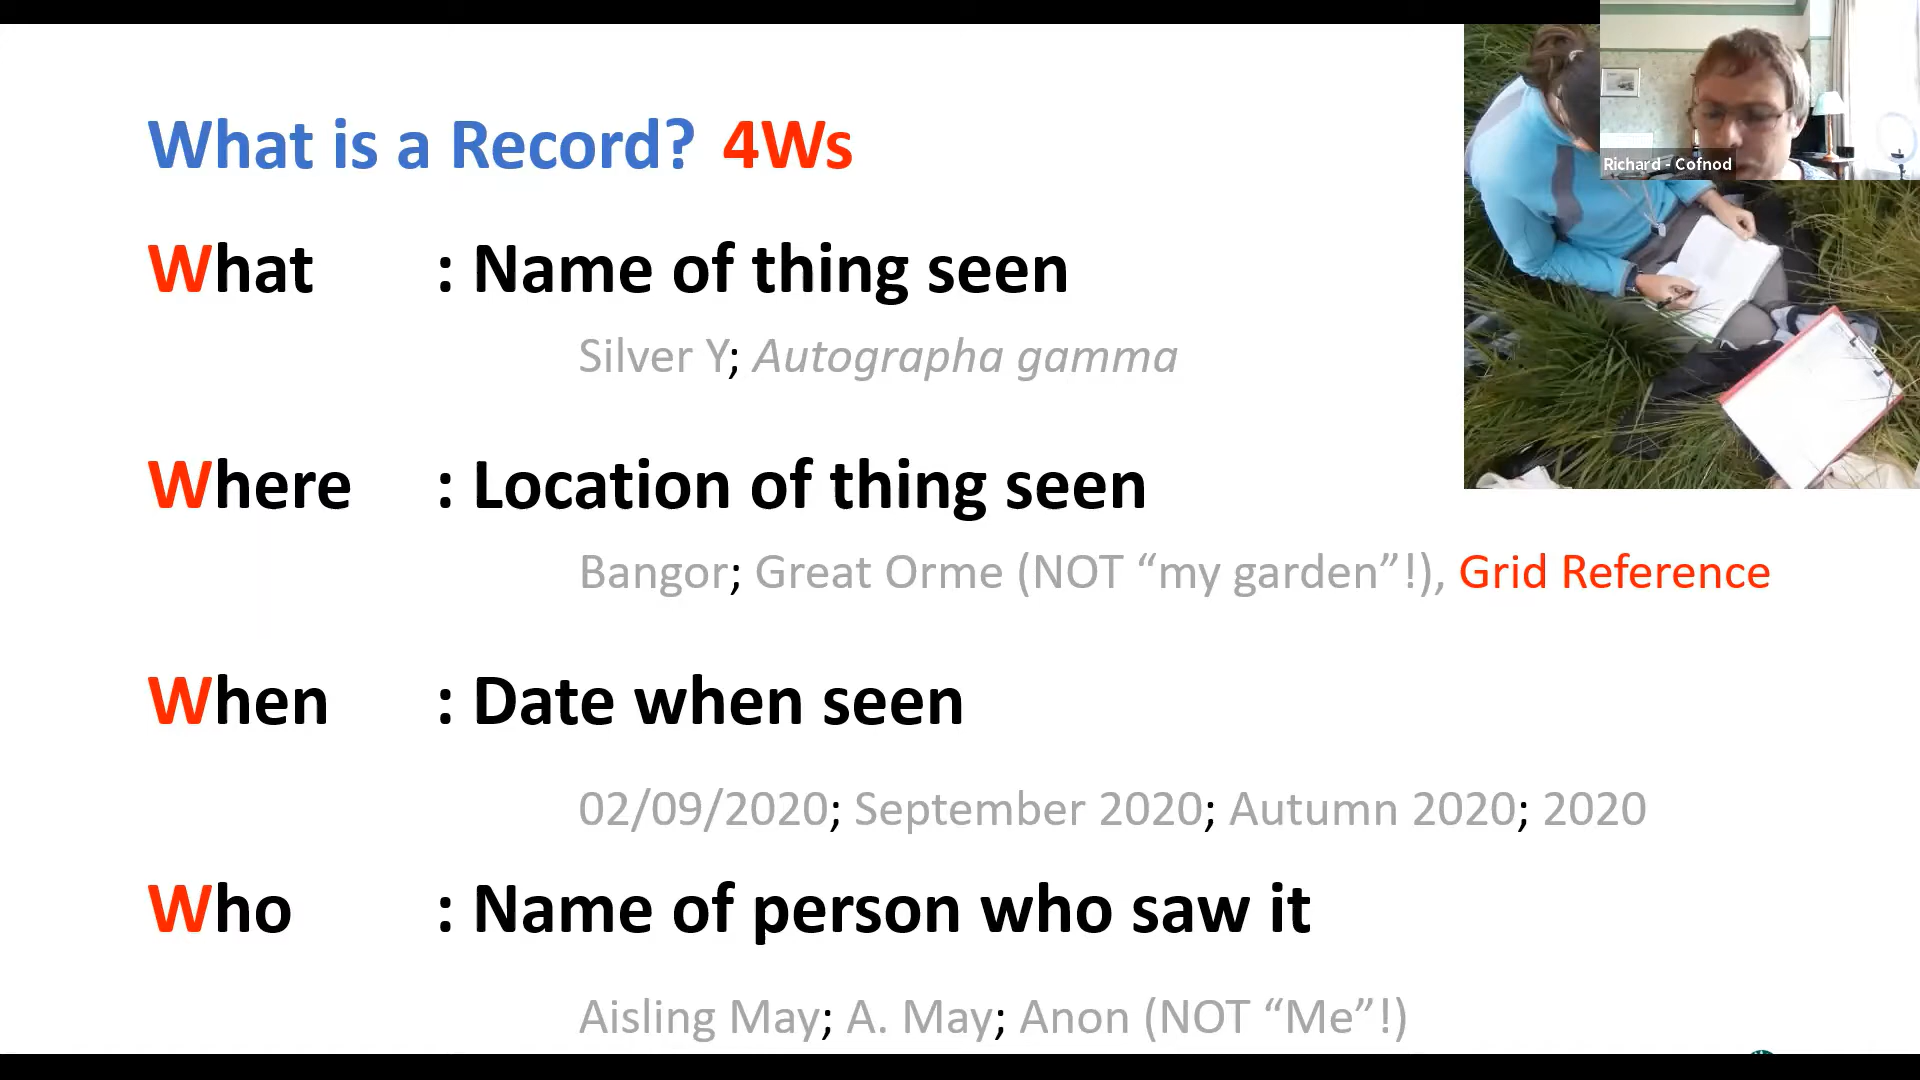 What is a Record? 4Ws
Richard - Cofnod
What : Name of thing seen
Silver Y; Autographa gamma
Where : Location of thing seen
Bangor; Great Orme (NOT “my garden”!), Grid Reference
When : Date when seen
02/09/2020; September 2020; Autumn 2020; 2020
Who : Name of person who saw it
Aisling May; A. May; Anon (NOT “Me”!)